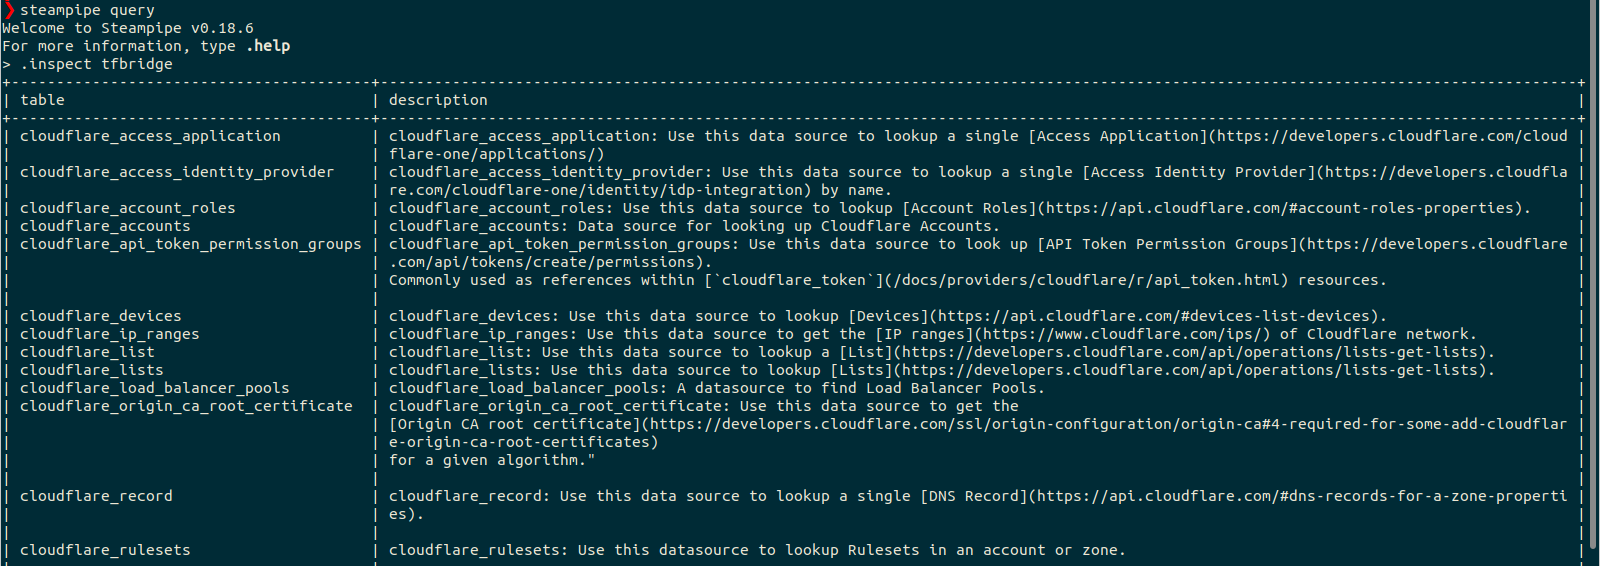 ❯ steampipe query
Welcome to Steampipe v0.18.6
For more information, type .help
> .inspect tfbridge
+----------------------------------------+------------------------------------------------------------------------------------------------------------------------------------+
| table | description |
+----------------------------------------+------------------------------------------------------------------------------------------------------------------------------------+
| cloudflare_access_application | cloudflare_access_application: Use this data source to lookup a single [Access Application](https://developers.cloudflare.com/cloud |
| | flare-one/applications/) |
| cloudflare_access_identity_provider | cloudflare_access_identity_provider: Use this data source to lookup a single [Access Identity Provider](https://developers.cloudfla |
| | re.com/cloudflare-one/identity/idp-integration) by name. |
| cloudflare_account_roles | cloudflare_account_roles: Use this data source to lookup [Account Roles](https://api.cloudflare.com/#account-roles-properties). |
| cloudflare_accounts | cloudflare_accounts: Data source for looking up Cloudflare Accounts. |
| cloudflare_api_token_permission_groups | cloudflare_api_token_permission_groups: Use this data source to look up [API Token Permission Groups](https://developers.cloudflare |
| | .com/api/tokens/create/permissions). |
| | Commonly used as references within [`cloudflare_token`](/docs/providers/cloudflare/r/api_token.html) resources. |
| | |
| cloudflare_devices | cloudflare_devices: Use this data source to lookup [Devices](https://api.cloudflare.com/#devices-list-devices). |
| cloudflare_ip_ranges | cloudflare_ip_ranges: Use this data source to get the [IP ranges](https://www.cloudflare.com/ips/) of Cloudflare network. |
| cloudflare_list | cloudflare_list: Use this data source to lookup a [List](https://developers.cloudflare.com/api/operations/lists-get-lists). |
| cloudflare_lists | cloudflare_lists: Use this data source to lookup [Lists](https://developers.cloudflare.com/api/operations/lists-get-lists). |
| cloudflare_load_balancer_pools | cloudflare_load_balancer_pools: A datasource to find Load Balancer Pools. |
| cloudflare_origin_ca_root_certificate | cloudflare_origin_ca_root_certificate: Use this data source to get the |
| | [Origin CA root certificate](https://developers.cloudflare.com/ssl/origin-configuration/origin-ca#4-required-for-some-add-cloudflar |
| | e-origin-ca-root-certificates) |
| | for a given algorithm." |
| | |
| cloudflare_record | cloudflare_record: Use this data source to lookup a single [DNS Record](https://api.cloudflare.com/#dns-records-for-a-zone-properti |
| | es). |
| | |
| cloudflare_rulesets | cloudflare_rulesets: Use this datasource to lookup Rulesets in an account or zone. |